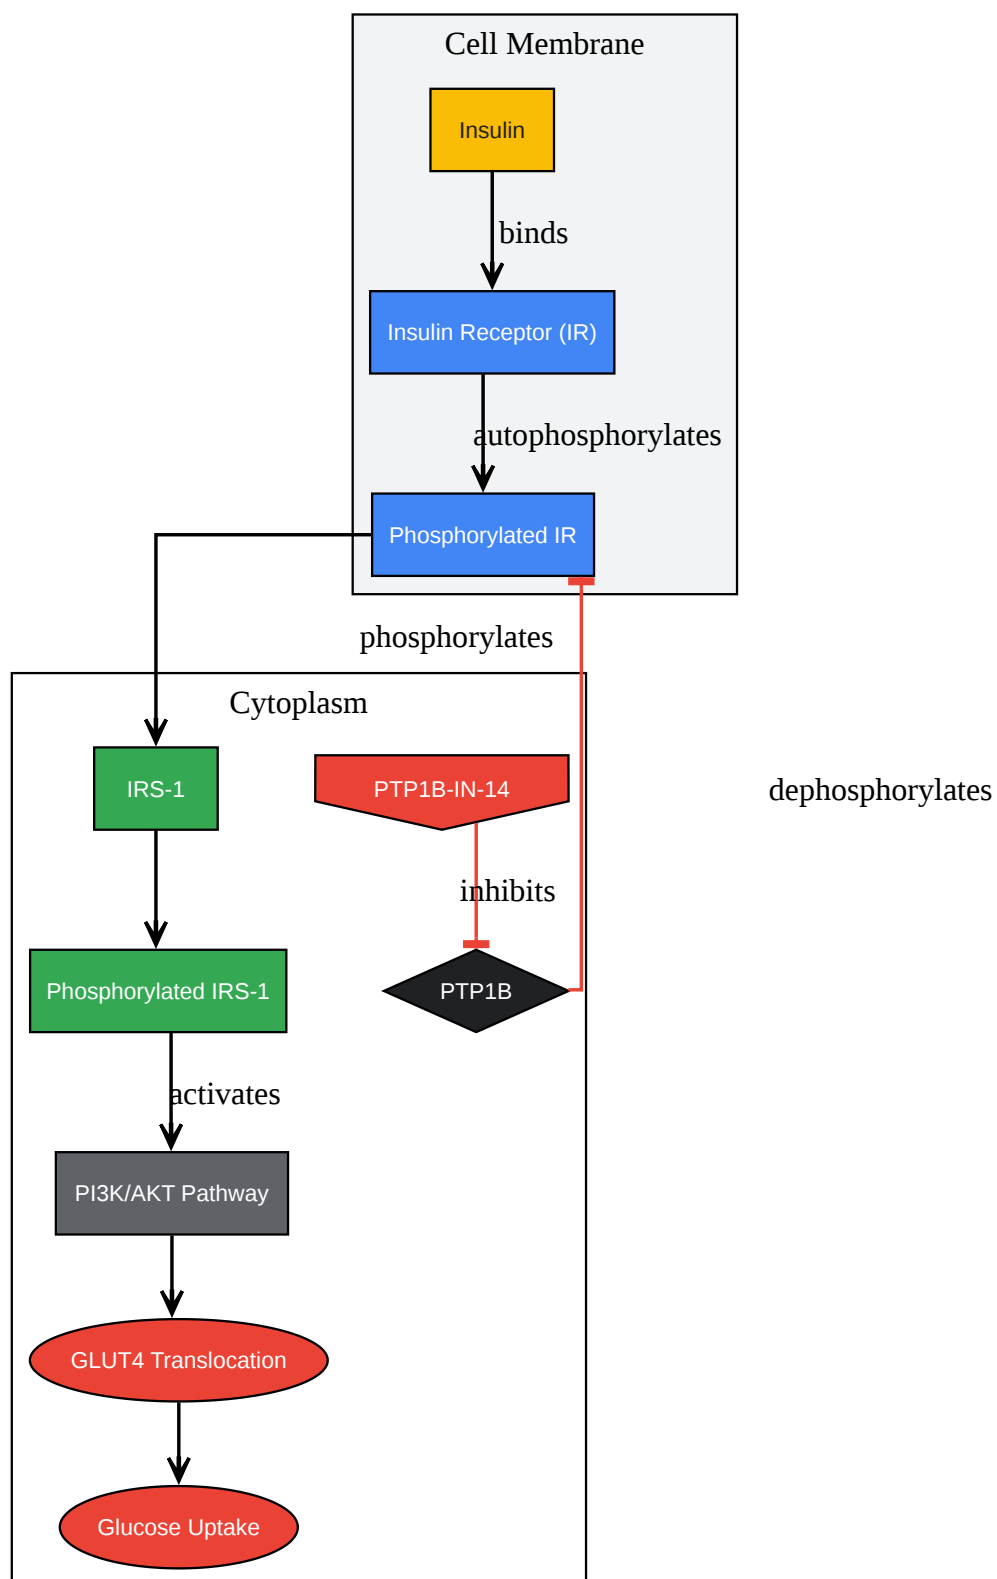 Cell Membrane
Insulin
binds
Insulin Receptor (IR)
autophosphorylates
Phosphorylated IR
phosphorylates
Cytoplasm
IRS-1
PTP1B-IN-14
dephosphorylates
inhibits
Phosphorylated IRS-1
PTP1B
activates
PI3K/AKT Pathway
GLUT4 Translocation
Glucose Uptake